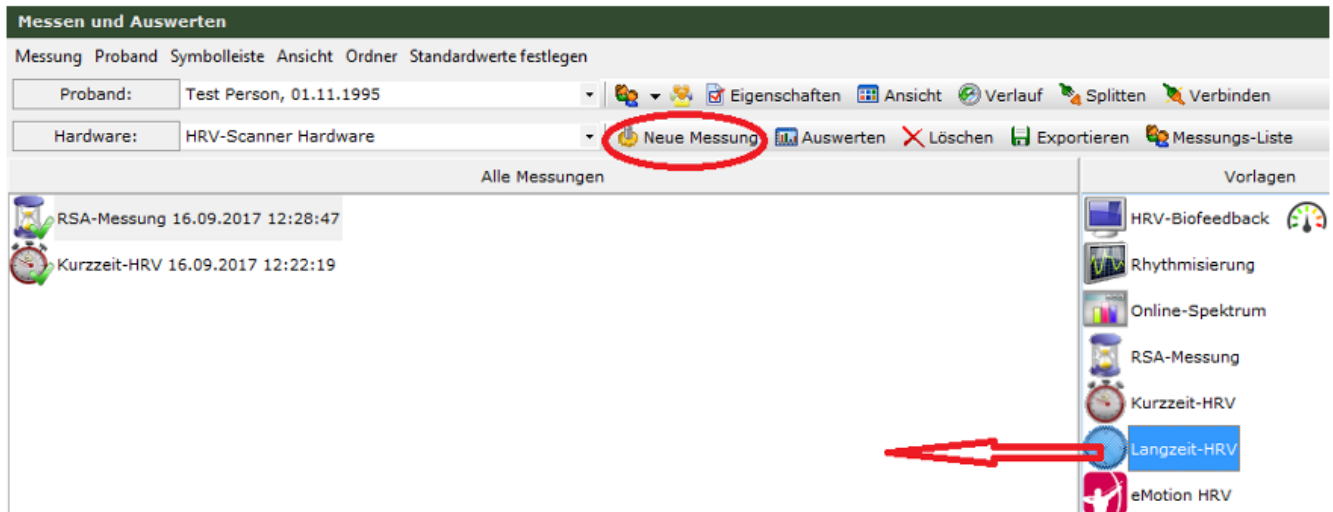 Messen und Auswerten
Messung Proband Symbolleiste Ansicht Ordner Standardwerte festlegen
Proband: Test Person, 01.11.1995 Eigenschaften Ansicht Verlauf Splitten Verbinden
Hardware: HRV-Scanner Hardware Neue Messung Auswerten Löschen Exportieren Messungs-Liste
Alle Messungen Vorlagen
RSA-Messung 16.09.2017 12:28:47
Kurzzeit-HRV 16.09.2017 12:22:19
HRV-Biofeedback
Rhythmisierung
Online-Spektrum
RSA-Messung
Kurzzeit-HRV
Langzeit-HRV
eMotion HRV